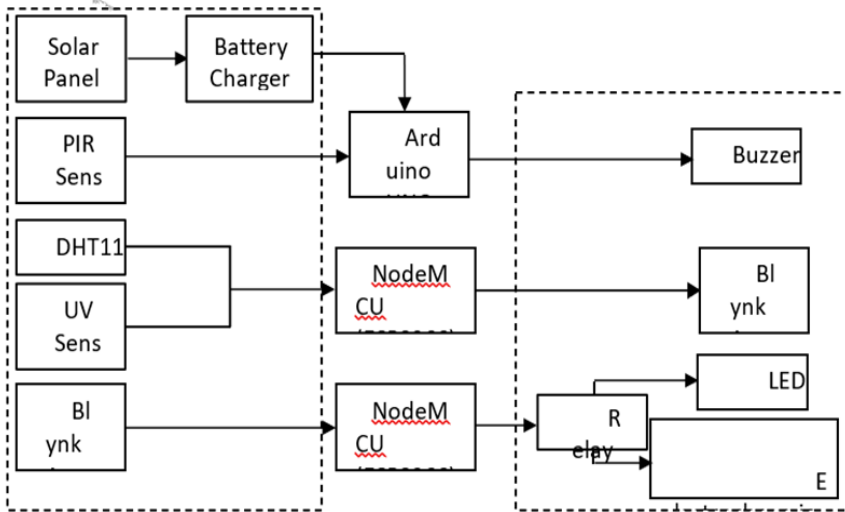 Solar
Panel
Battery
Charger
PIR
Sens
Ard
uino
Buzzer
DHT11
UV
Sens
NodeM
CU
Bl
ynk
Bl
ynk
NodeM
CU
R
elay
LED
E